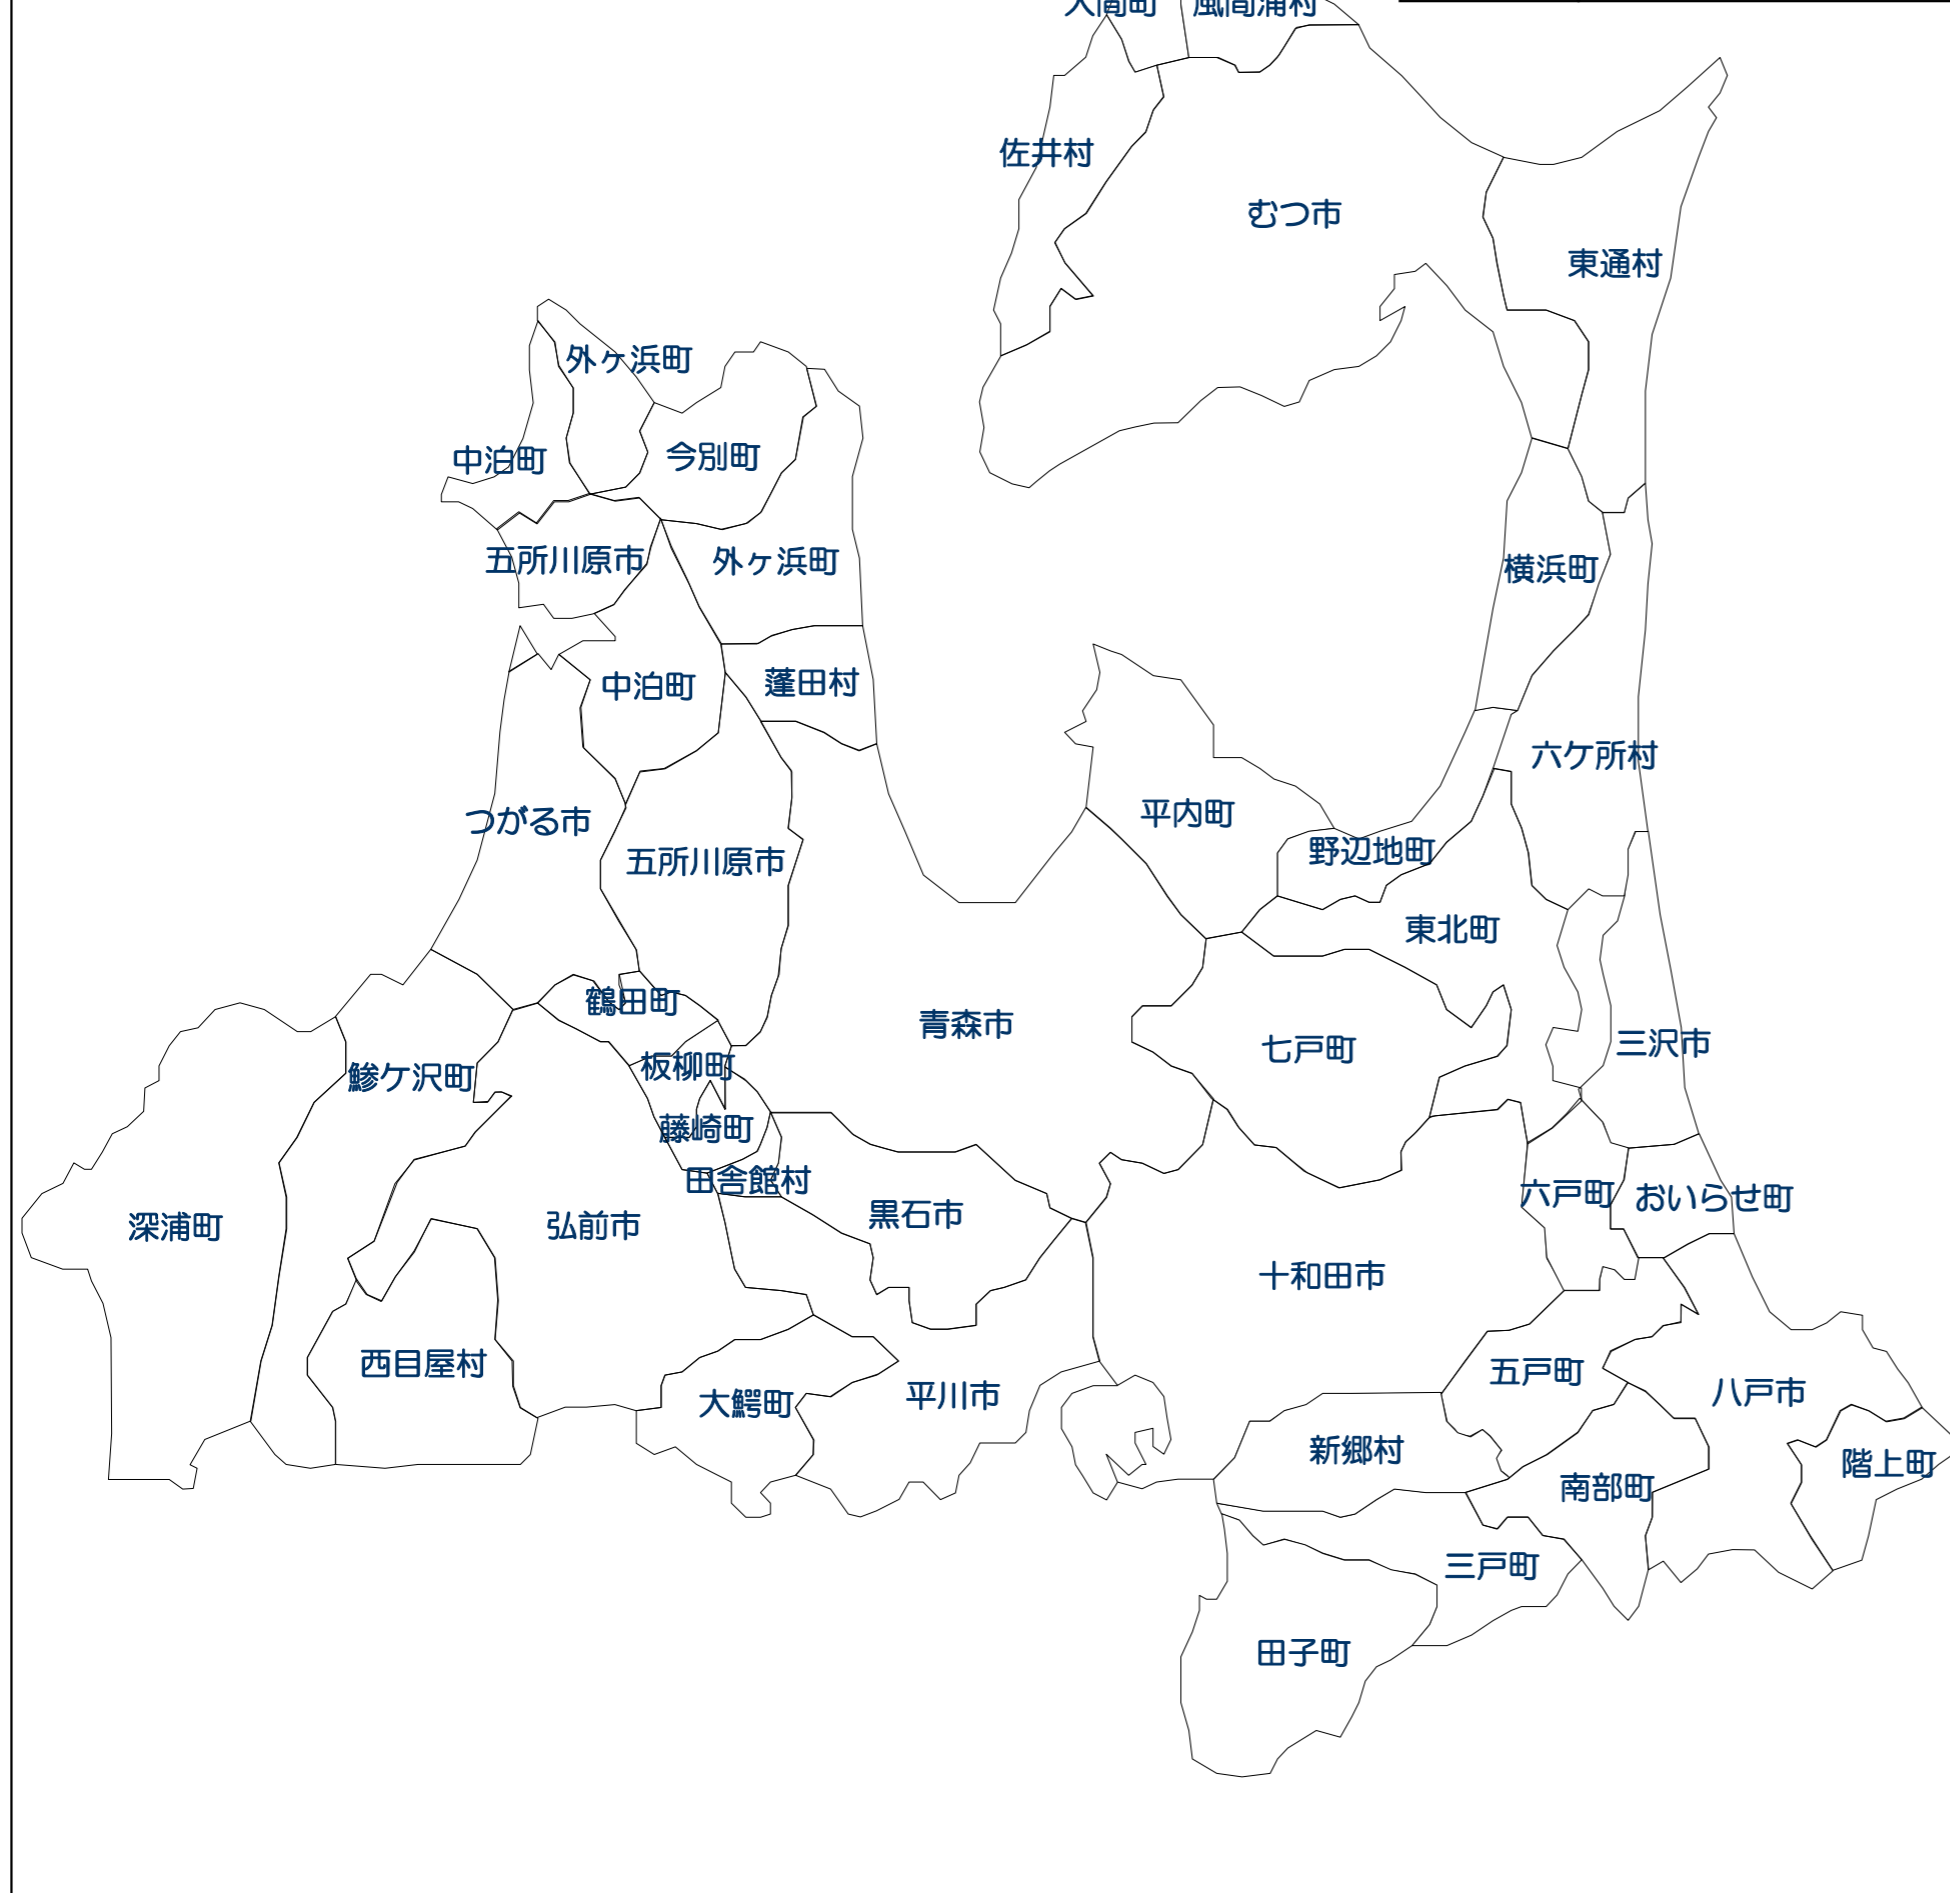 大間町
風間浦村
佐井村
むつ市
東通村
外ヶ浜町
今別町
中泊町
五所川原市
外ヶ浜町
横浜町
中泊町
蓬田村
六ケ所村
つがる市
平内町
五所川原市
野辺地町
東北町
鶴田町
青森市
三沢市
七戸町
板柳町
鰺ケ沢町
藤崎町
田舎館村
六戸町
おいらせ町
黒石市
深浦町
弘前市
十和田市
西目屋村
五戸町
八戸市
大鰐町
平川市
新郷村
階上町
南部町
三戸町
田子町